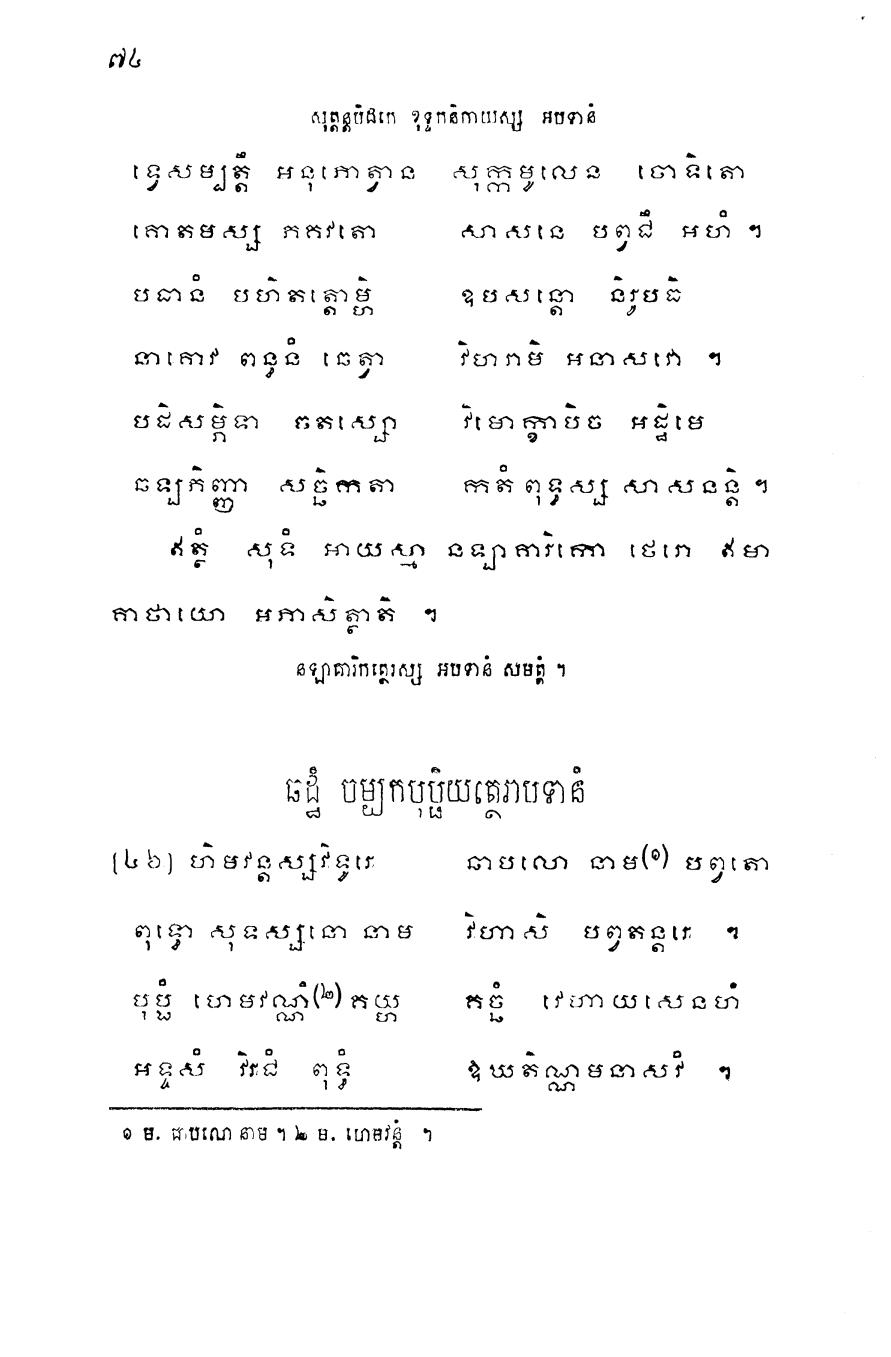 ៧៤
សុត្តន្តបិដកេ ខុទ្ទកនិកាយស្ស អបទានំ
ទ្វេសម្បត្តី អនុភោត្វាន សុក្កមូលេន ចោទិតោ
គោតមស្ស ភគវតោ សាសនេ បព្វជឹ អហំ ។
បធានំ បហិតត្តោម្ហិ ឧបសន្តោ និរូបធិ
នាគោវ ពន្ធនំ ឆេត្វា វិហរាមិ អនាសវោ ។
បដិសម្ភិទា ចតស្សោ វិមោក្ខាបិច អដ្ឋិមេ
ឆឡភិញ្ញា សច្ឆិកតា កតំ ពុទ្ធស្ស សាសនន្តិ ។
ឥត្ថំ សុទំ អាយស្មា នឡាគារិកោ ថេរោ ឥមា
គាថាយោ អភាសិត្ថាតិ ។
នឡាគារិកត្ថេរស្ស អបទានំ សមត្តំ ។
ឆដ្ឋំ ចម្បកបុប្ផិយត្ថេរាបទានំ
[៤៦] ហិមវន្តស្សវិទូរេ ចាបលោ នាម(១) បព្វតោ
ពុទ្ធោ សុទស្សនោ នាម វិហាសិ បព្វតន្តរេ ។
បុប្ផំ ហេមវណ្ណំ(២) គយ្ហ គច្ឆំ វេហាយសេនហំ
អទ្ទសំ វិរជំ ពុទ្ធំ ឱឃតិណ្ណមនាសវំ ។
១ ម. ជាបលោ នាម ។ ២ ម. ហេមវន្តំ ។